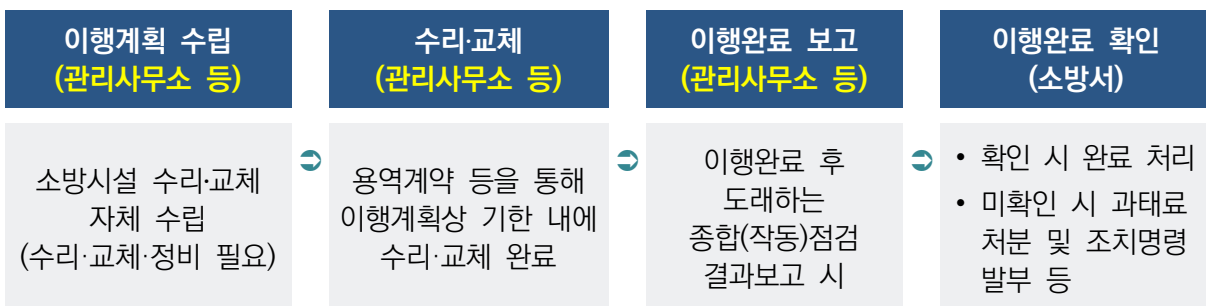 이행계획 수립
(관리사무소 등)
소방시설 수리·교체
자체 수립
(수리·교체·정비 필요)
수리·교체
(관리사무소 등)
용역계약 등을 통해
이행계획상 기한 내에
수리·교체 완료
이행완료 보고
(관리사무소 등)
이행완료 후
도래하는
종합(작동)점검
결과보고 시
이행완료 확인
(소방서)
• 확인 시 완료 처리
• 미확인 시 과태료
처분 및 조치명령
발부 등